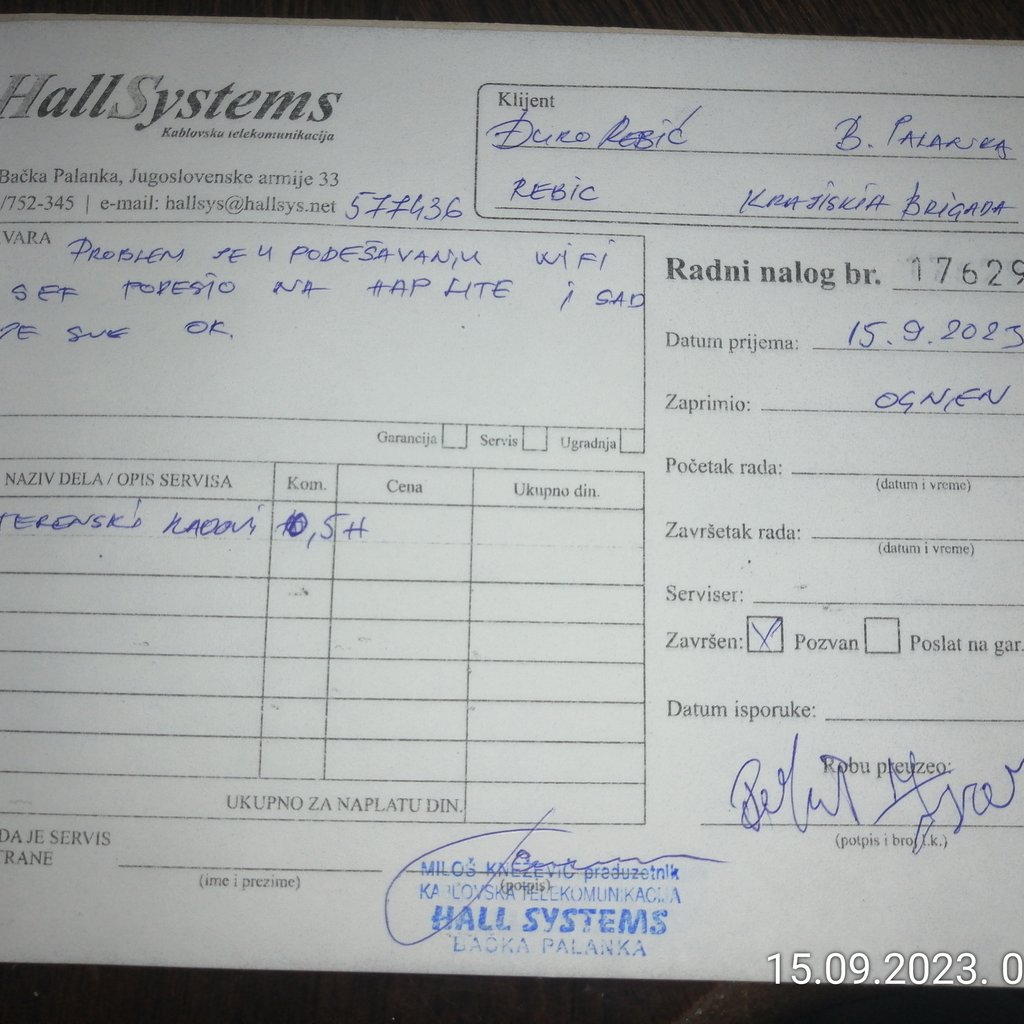 HallSystems
Kablovska telekomunikacija
Bačka Palanka, Jugoslovenske armije 33
/752-345 | e-mail: hallsys@hallsys.net 577436
Klijent
ĐURO REBIĆ B. PALANKA
REBIC KRAJIŠKIH BRIGADA
VARA PROBLEM JE U PODEŠAVANJU WIFI
SEF PODESIO NA HAP LITE I SAD
JE SVE OK.
Garancija Servis Ugradnja
Radni nalog br. 17629
Datum prijema: 15.9.2023
Zaprimio: OGNJEN
Početak rada:
(datum i vreme)
Završetak rada:
(datum i vreme)
Serviser:
Završen: X Pozvan Poslat na gar.
Datum isporuke:
Robu preuzeo:
(potpis i broj l.k.)
NAZIV DELA / OPIS SERVISA Kom. Cena Ukupno din.
TERENSKI RADOVI 0,5 H
UKUPNO ZA NAPLATU DIN.
DA JE SERVIS
TRANE
(ime i prezime)
(potpis)
MILOŠ KNEŽEVIĆ preduzetnik
KABLOVSKA TELEKOMUNIKACIJA
HALL SYSTEMS
BAČKA PALANKA
15.09.2023. 0